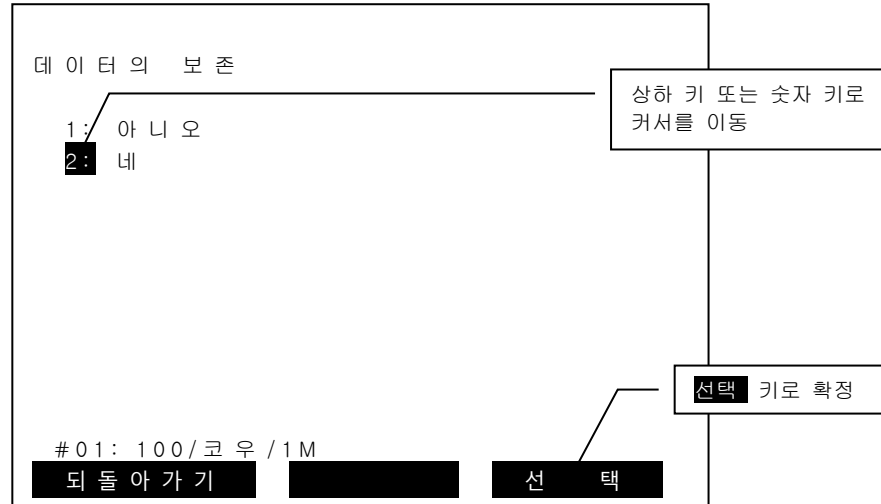 데이터의 보존
상하 키 또는 숫자 키로
커서를 이동
1: 아니오
2: 네
선택 키로 확정
#01: 100/코우/1M
되돌아가기 선 택